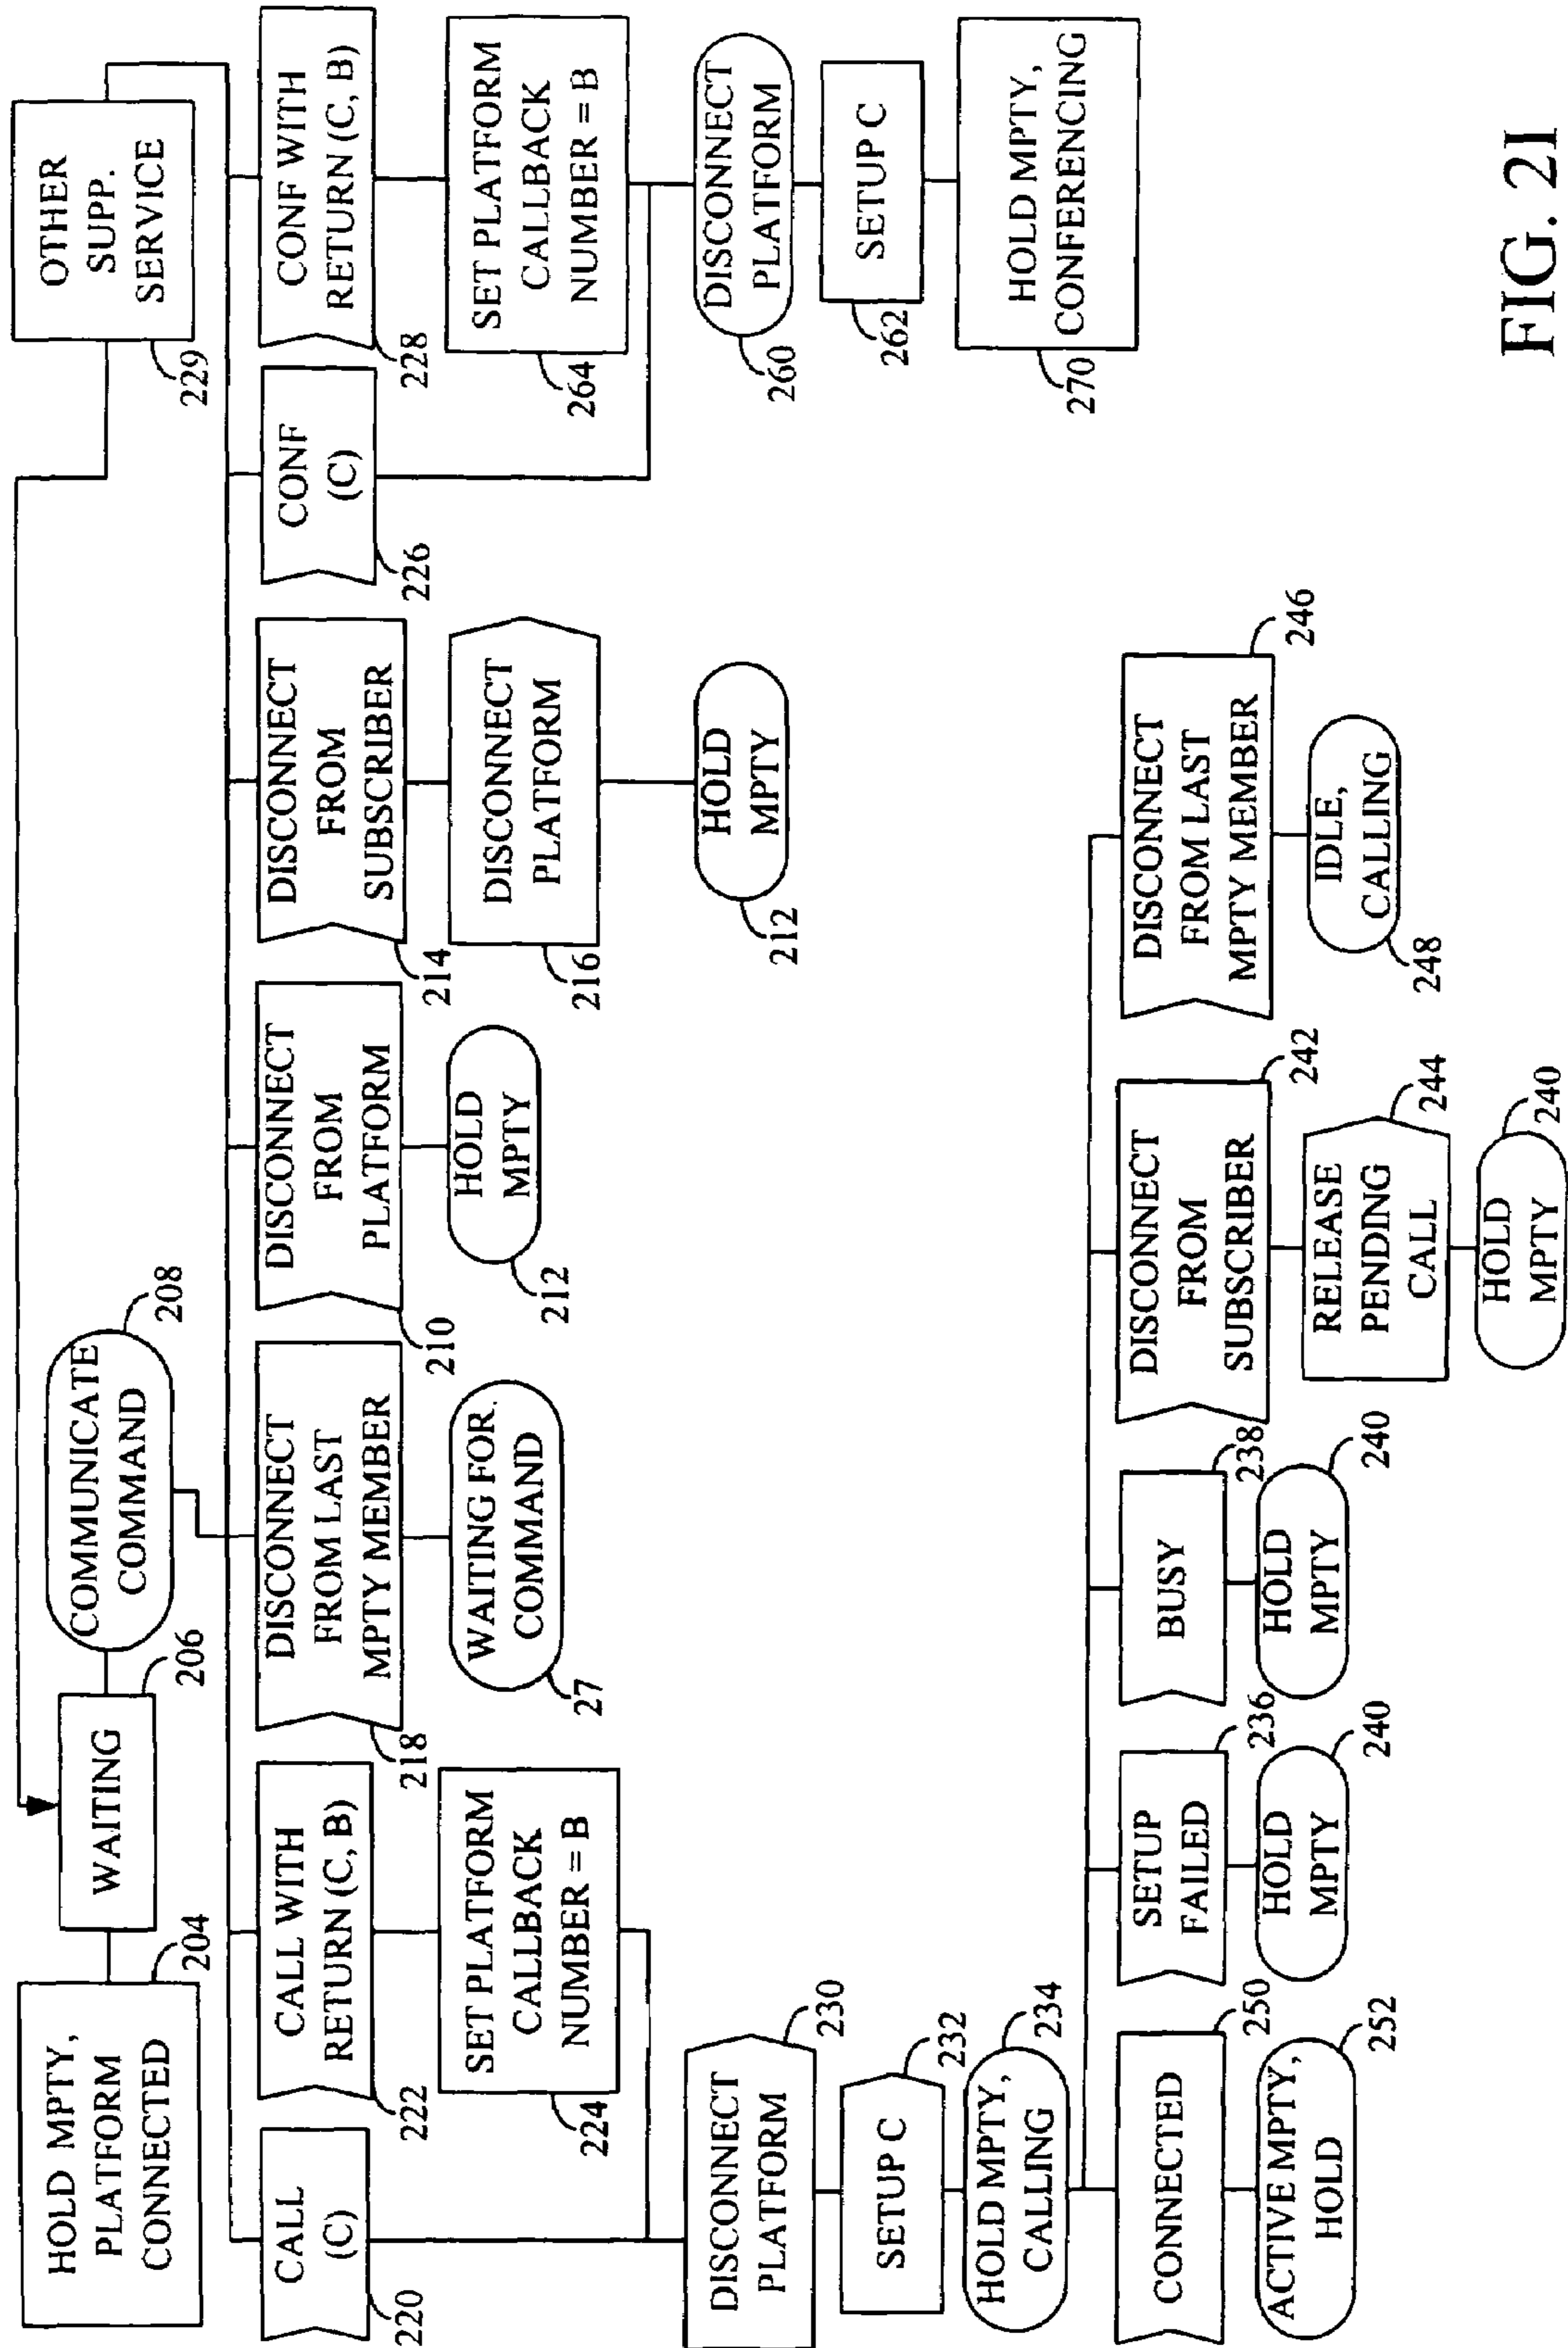 HOLD MPTY,
PLATFORM
CONNECTED
204
WAITING
206
COMMUNICATE
COMMAND
208
OTHER
SUPP.
SERVICE
229
CALL
(C)
220
CALL WITH
RETURN (C, B)
222
SET PLATFORM
CALLBACK
NUMBER = B
224
DISCONNECT
FROM LAST
MPTY MEMBER
218
WAITING FOR
COMMAND
27
DISCONNECT
FROM
PLATFORM
210
HOLD
MPTY
212
DISCONNECT
FROM
SUBSCRIBER
214
DISCONNECT
PLATFORM
216
HOLD
MPTY
212
CONF
(C)
226
CONF WITH
RETURN (C, B)
228
SET PLATFORM
CALLBACK
NUMBER = B
264
DISCONNECT
PLATFORM
260
SETUP C
262
HOLD MPTY,
CONFERENCING
270
DISCONNECT
PLATFORM
230
SETUP C
232
HOLD MPTY,
CALLING
234
CONNECTED
250
ACTIVE MPTY,
HOLD
252
SETUP
FAILED
236
HOLD
MPTY
240
BUSY
238
HOLD
MPTY
240
DISCONNECT
FROM
SUBSCRIBER
242
RELEASE
PENDING
CALL
244
HOLD
MPTY
240
DISCONNECT
FROM LAST
MPTY MEMBER
246
IDLE,
CALLING
248
FIG. 2I